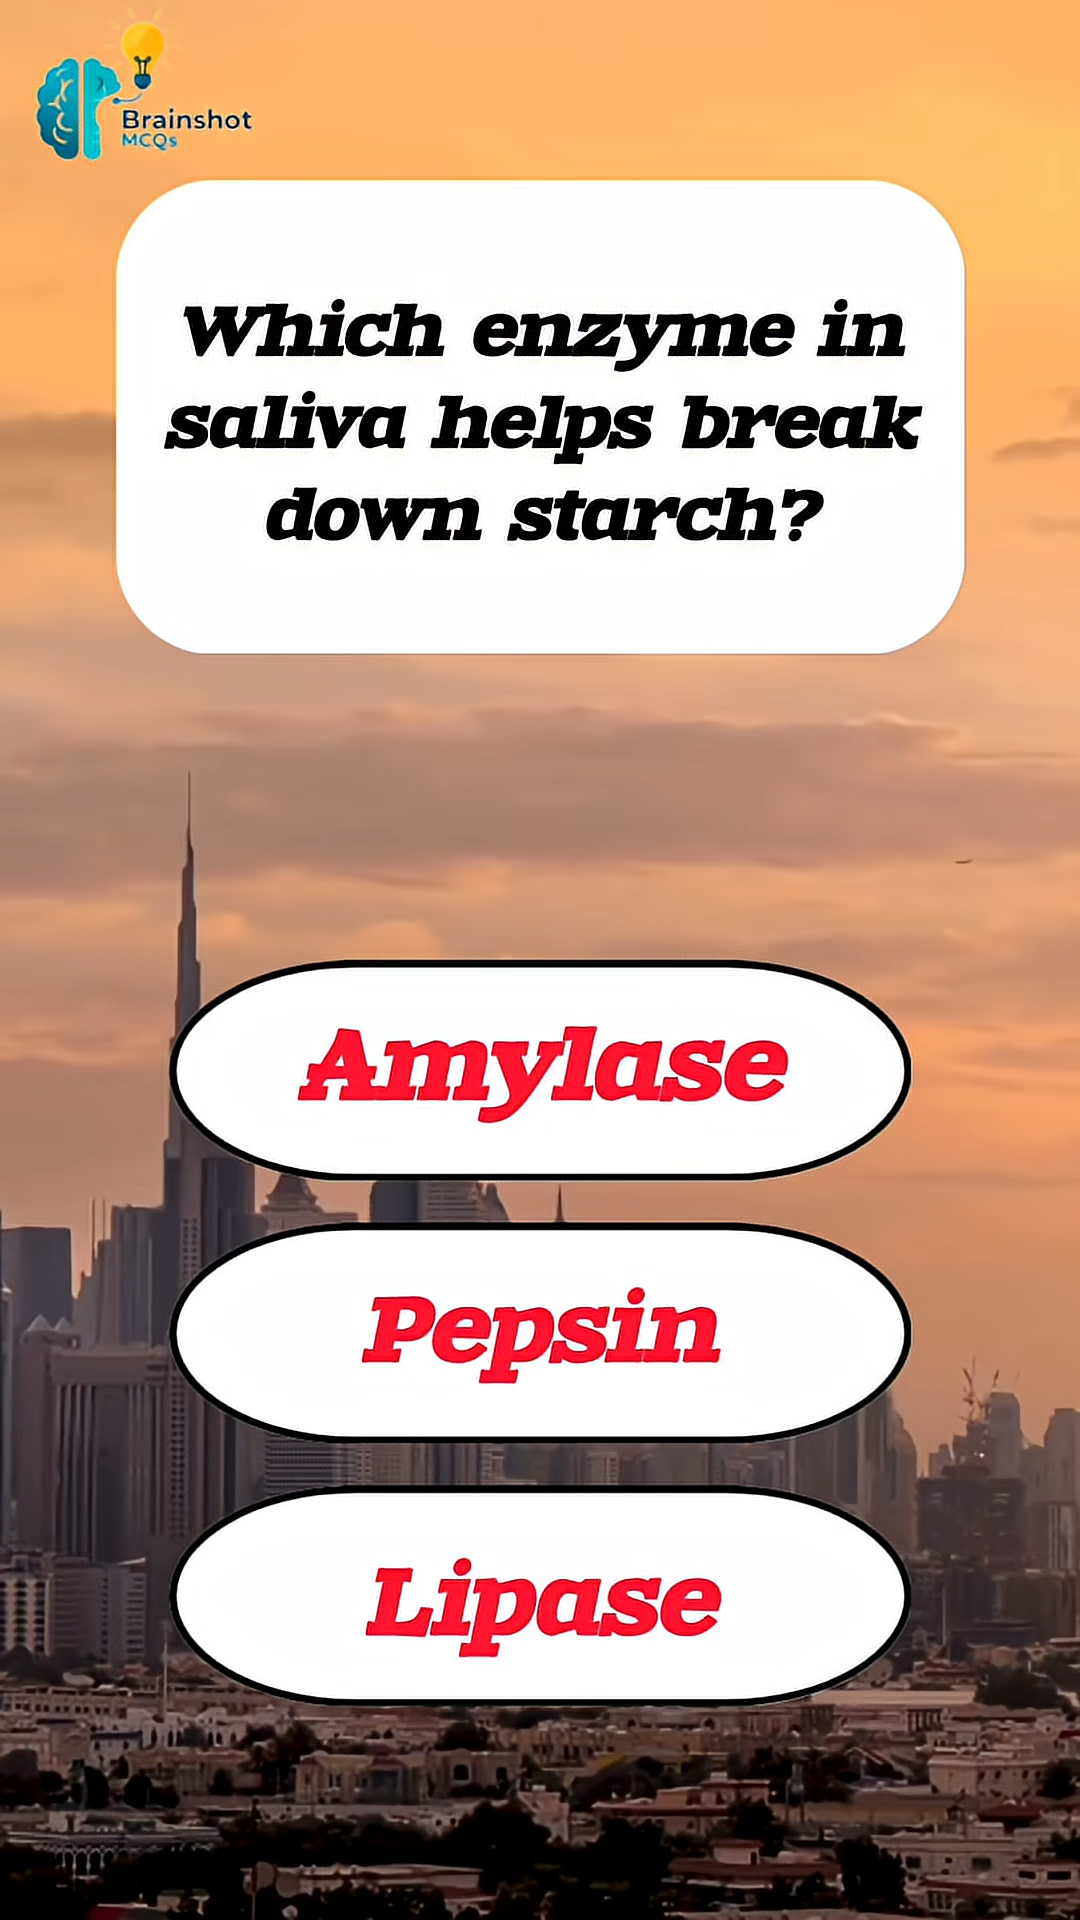 Brainshot
MCQs
Which enzyme in
saliva helps break
down starch?
Amylase
Pepsin
Lipase